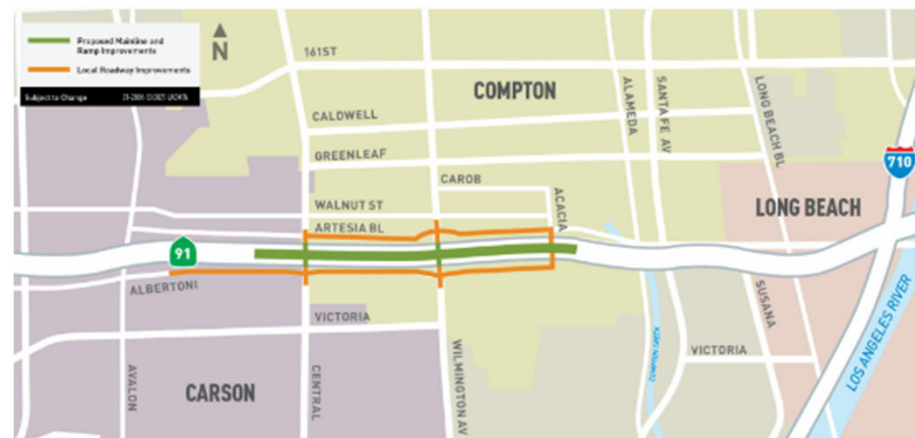 Proposed Mainline and
Ramp Improvements
Local Roadway Improvements
Subject to Change
N
161ST
COMPTON
CALDWELL
GREENLEAF
CAROB
WALNUT ST
ARTESIA BL
ACACIA
ALAMEDA
SANTA FE AV
LONG BEACH BL
710
LONG BEACH
91
ALBERTONI
VICTORIA
VICTORIA
SUSANA
LOS ANGELES RIVER
AVALON
CARSON
CENTRAL
WILMINGTON AV